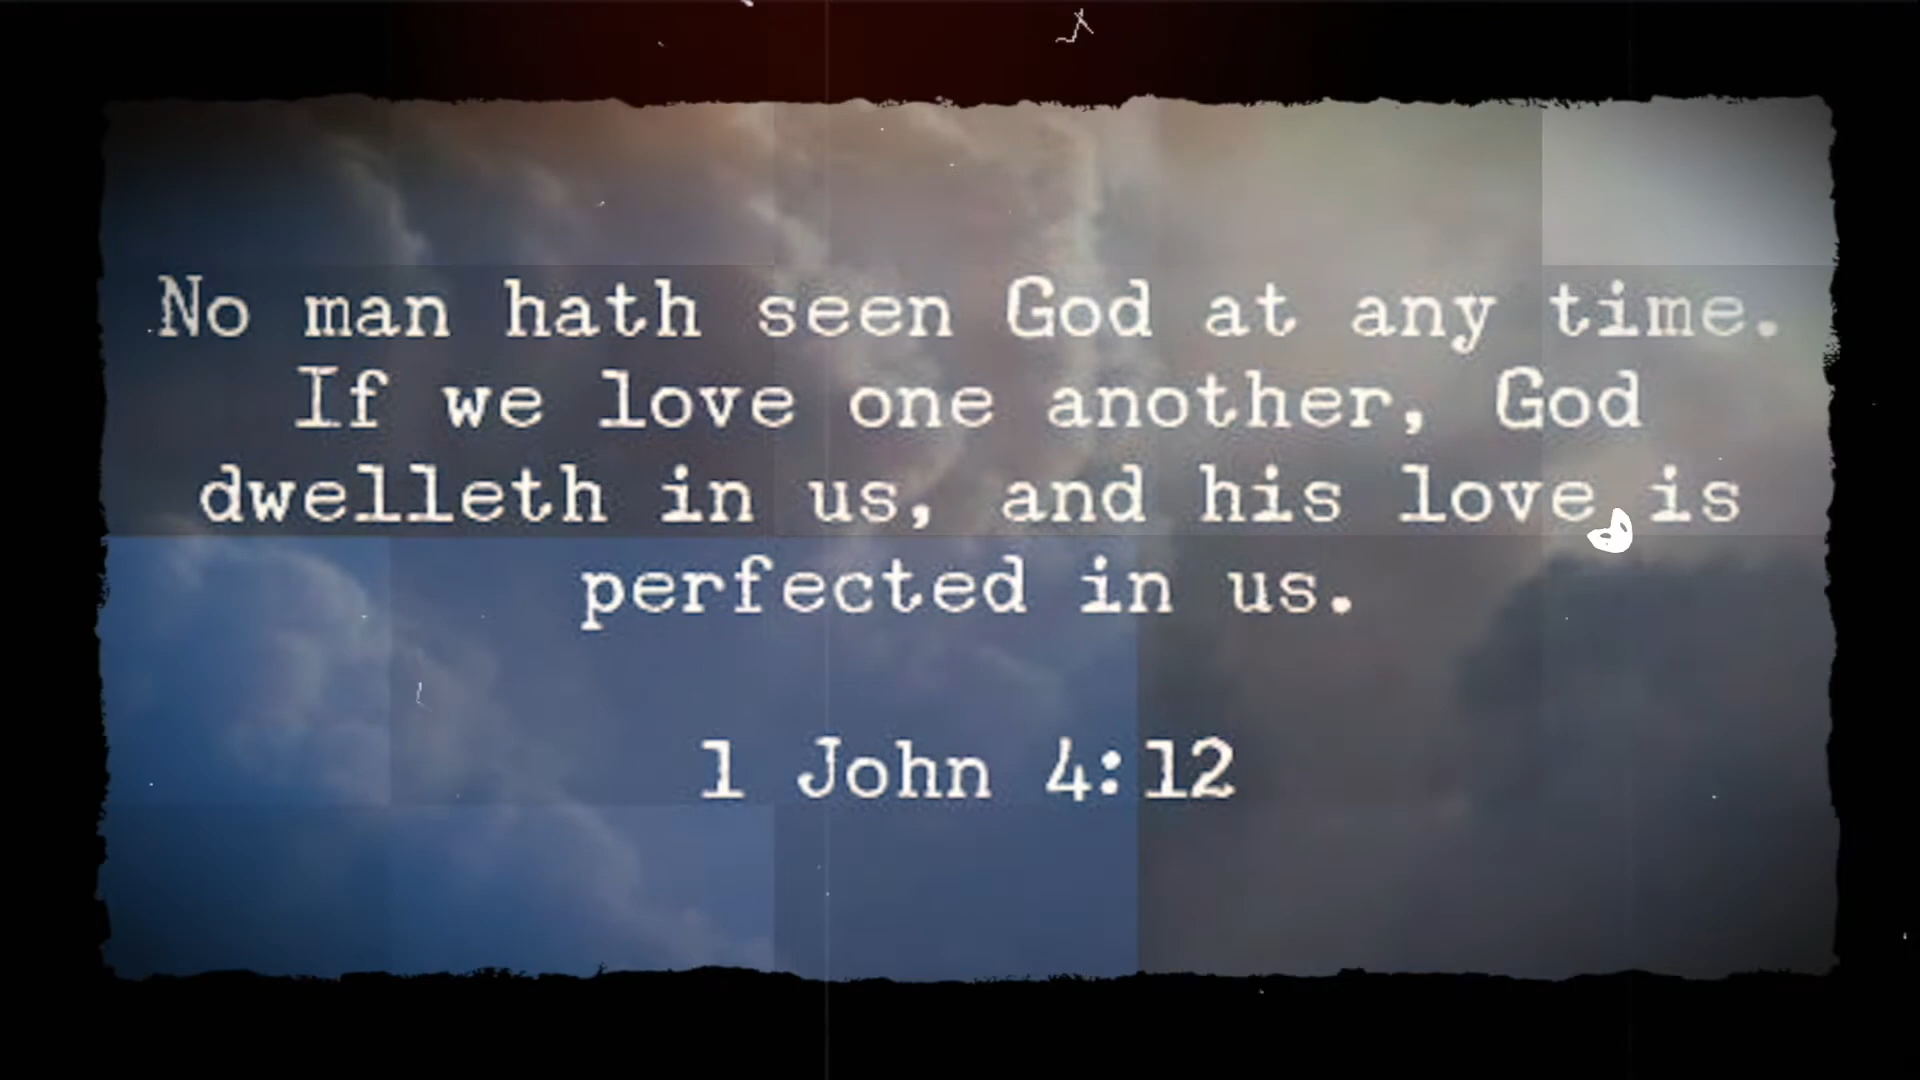 No man hath seen God at any time.
If we love one another, God
dwelleth in us, and his love is
perfected in us.
1 John 4:12